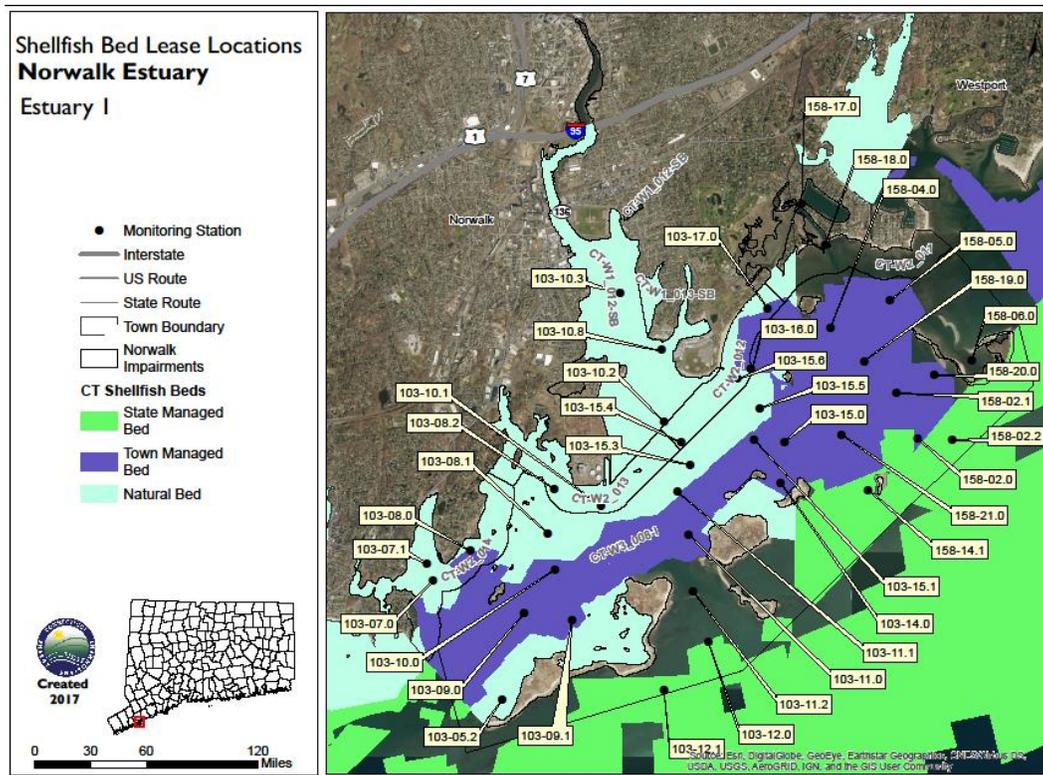 Shellfish Bed Lease Locations
Norwalk Estuary
Estuary 1
Monitoring Station
Interstate
US Route
State Route
Town Boundary
Norwalk
Impairments
CT Shellfish Beds
State Managed
Bed
Town Managed
Bed
Natural Bed
Created
2017
0 30 60 120
Miles
7
1
95
136
Norwalk
Westport
CT-W1_012-SB
CT-W1_012-SB
CT-W1_013-SB
CT-W2_012
CT-W2_013
CT-W2_014
CT-W3_008-I
158-17.0
158-18.0
158-04.0
103-17.0
158-05.0
103-10.3
158-19.0
103-16.0
158-06.0
103-10.8
103-15.6
103-10.2
158-20.0
103-10.1
103-15.5
158-02.1
103-15.4
103-08.2
103-15.0
158-02.2
103-15.3
103-08.1
158-02.0
103-08.0
158-21.0
103-07.1
158-14.1
103-15.1
103-07.0
103-14.0
103-10.0
103-11.1
103-09.0
103-11.0
103-11.2
103-05.2
103-09.1
103-12.0
103-12.1
Source: Esri, DigitalGlobe, GeoEye, Earthstar Geographics, CNES/Airbus DS,
USDA, USGS, AeroGRID, IGN, and the GIS User Community